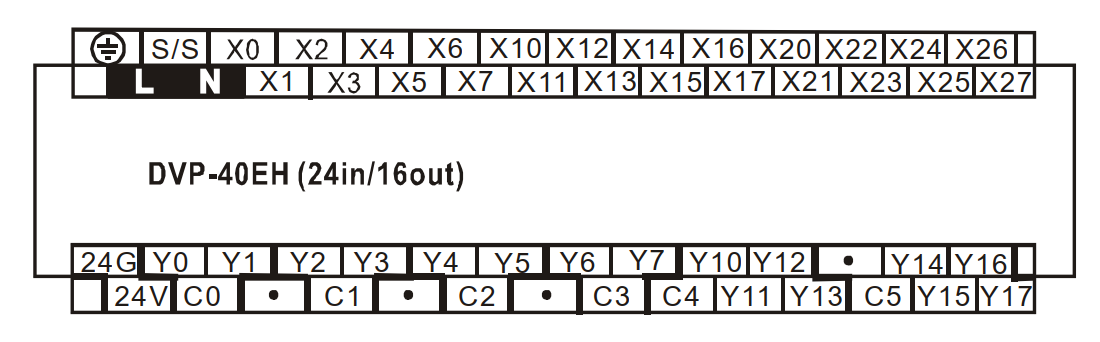 S/S X0 X2 X4 X6 X10 X12 X14 X16 X20 X22 X24 X26
L N X1 X3 X5 X7 X11 X13 X15 X17 X21 X23 X25 X27
DVP-40EH (24in/16out)
24G Y0 Y1 Y2 Y3 Y4 Y5 Y6 Y7 Y10 Y12 • Y14 Y16
24V C0 • C1 • C2 • C3 C4 Y11 Y13 C5 Y15 Y17